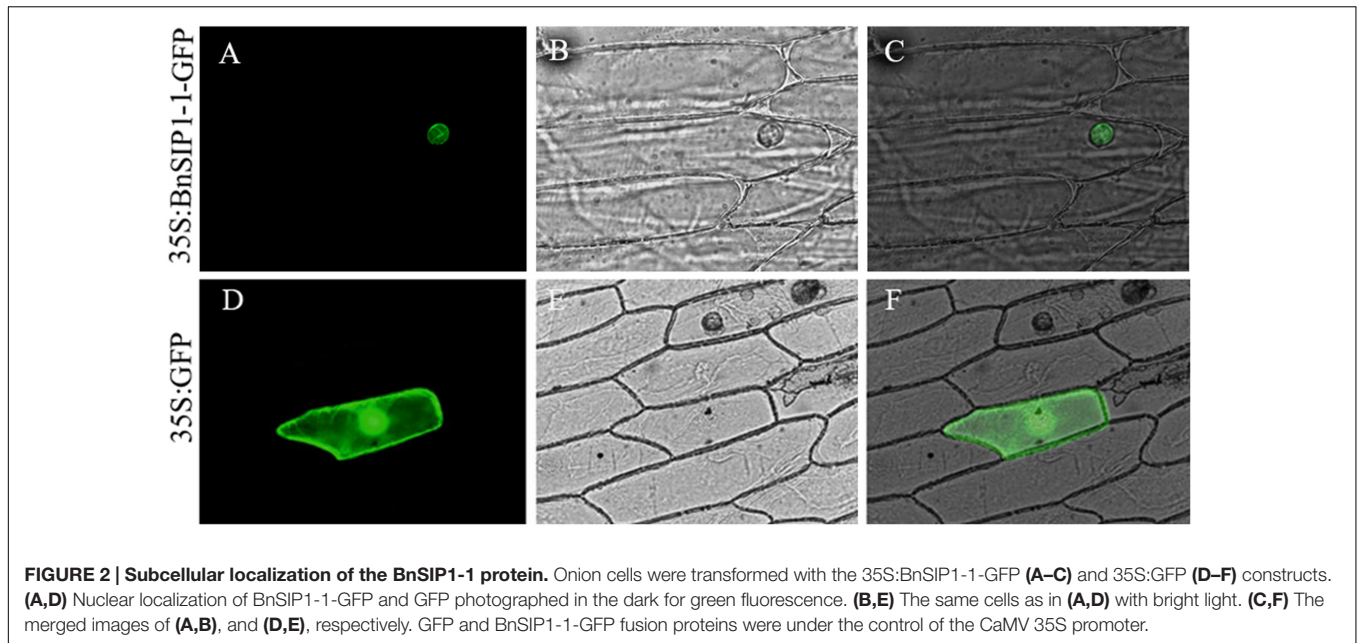 35S:BnSIP1-1-GFP
A
B
C
35S:GFP
D
E
F
FIGURE 2 | Subcellular localization of the BnSIP1-1 protein. Onion cells were transformed with the 35S:BnSIP1-1-GFP (A–C) and 35S:GFP (D–F) constructs.
(A,D) Nuclear localization of BnSIP1-1-GFP and GFP photographed in the dark for green fluorescence. (B,E) The same cells as in (A,D) with bright light. (C,F) The
merged images of (A,B), and (D,E), respectively. GFP and BnSIP1-1-GFP fusion proteins were under the control of the CaMV 35S promoter.